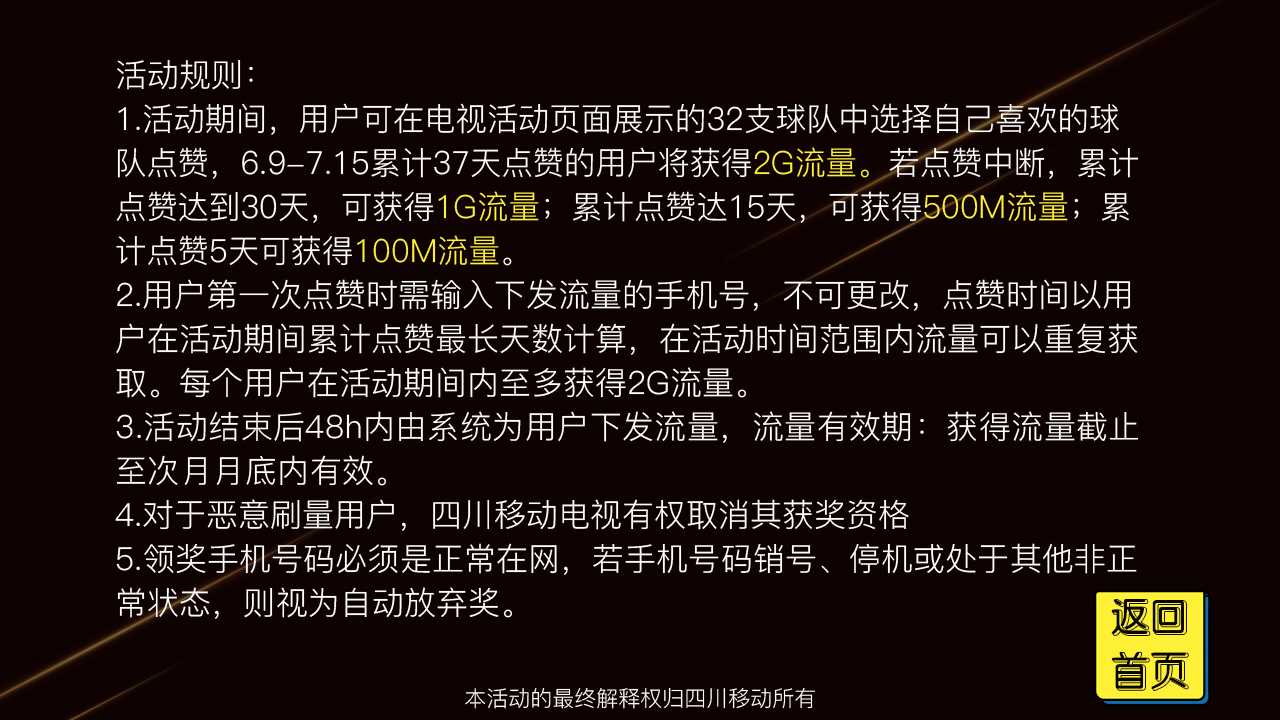 活动规则：
1.活动期间，用户可在电视活动页面展示的32支球队中选择自己喜欢的球
队点赞，6.9-7.15累计37天点赞的用户将获得2G流量。若点赞中断，累计
点赞达到30天，可获得1G流量；累计点赞达15天，可获得500M流量；累
计点赞5天可获得100M流量。
2.用户第一次点赞时需输入下发流量的手机号，不可更改，点赞时间以用
户在活动期间累计点赞最长天数计算，在活动时间范围内流量可以重复获
取。每个用户在活动期间内至多获得2G流量。
3.活动结束后48h内由系统为用户下发流量，流量有效期：获得流量截止
至次月月底内有效。
4.对于恶意刷量用户，四川移动电视有权取消其获奖资格
5.领奖手机号码必须是正常在网，若手机号码销号、停机或处于其他非正
常状态，则视为自动放弃奖。
返回
首页
本活动的最终解释权归四川移动所有